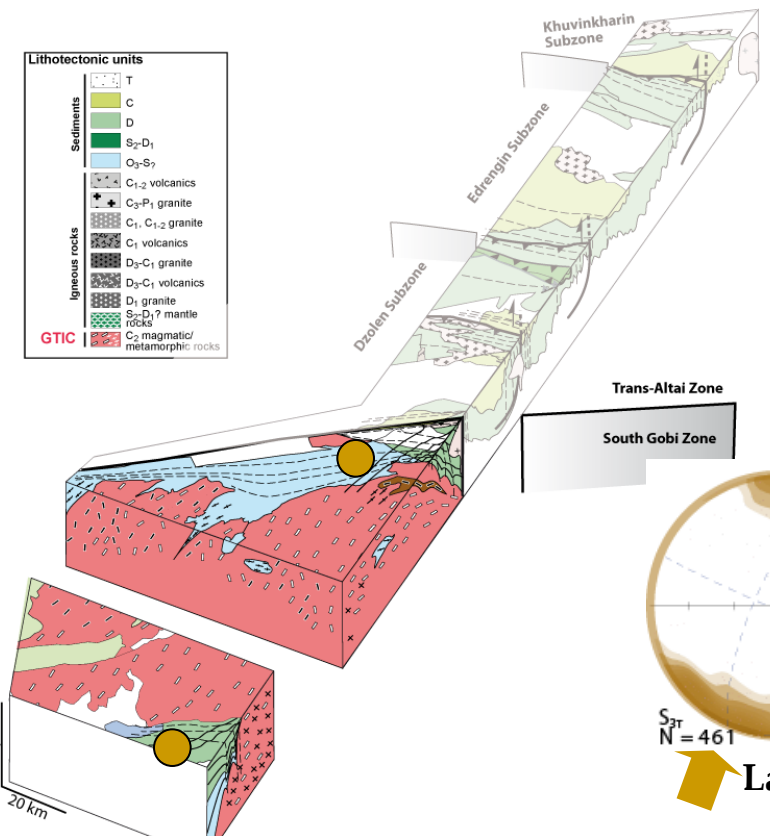 Khuvinkharin
Subzone
Edrengin Subzone
Dzolen Subzone
Lithotectonic units
Sediments
T
C
D
S2-D1
O3-S?
Igneous rocks
C1-2 volcanics
C3-P1 granite
C1, C1-2 granite
C1 volcanics
D3-C1 granite
D3-C1 volcanics
D1 granite
S2-D1? mantle
rocks
GTIC
C2 magmatic/
metamorphic rocks
Trans-Altai Zone
South Gobi Zone
S3T
N = 461
La
20 km